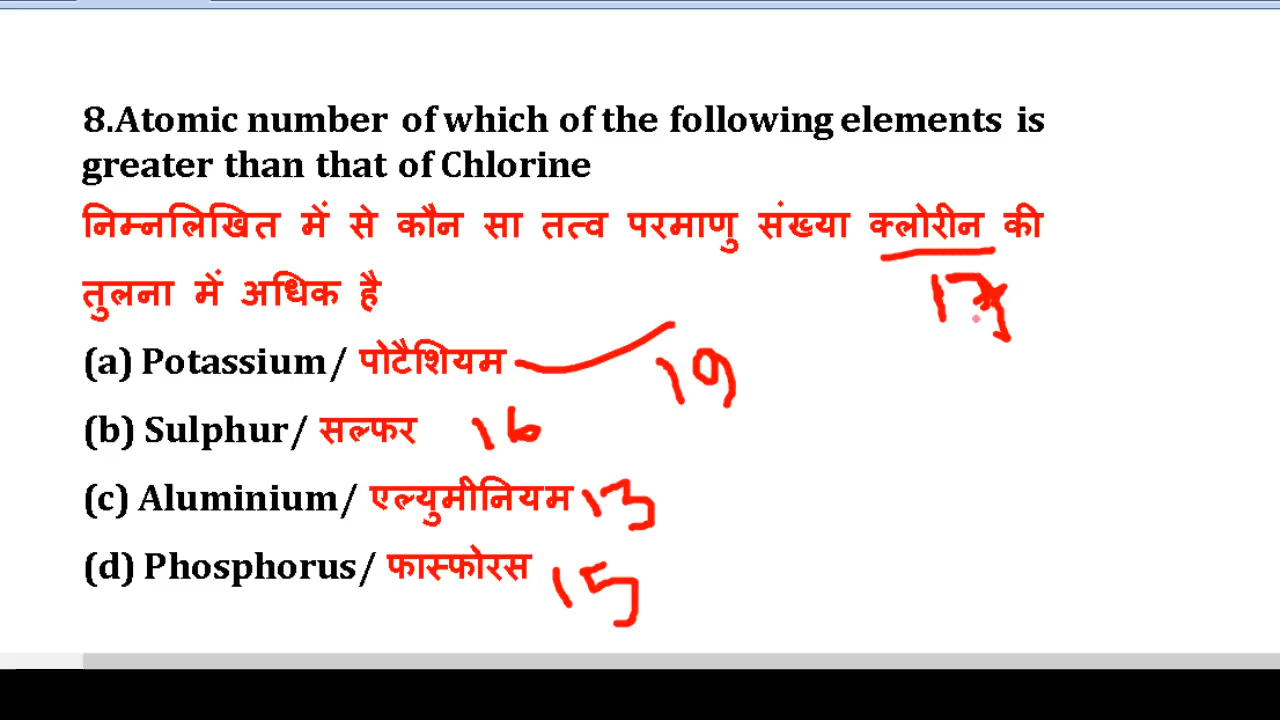 8.Atomic number of which of the following elements is
greater than that of Chlorine
निम्नलिखित में से कौन सा तत्व परमाणु संख्या क्लोरीन की
तुलना में अधिक है
17
(a) Potassium/ पोटैशियम 19
(b) Sulphur/ सल्फर 16
(c) Aluminium/ एल्युमीनियम 13
(d) Phosphorus/ फास्फोरस 15